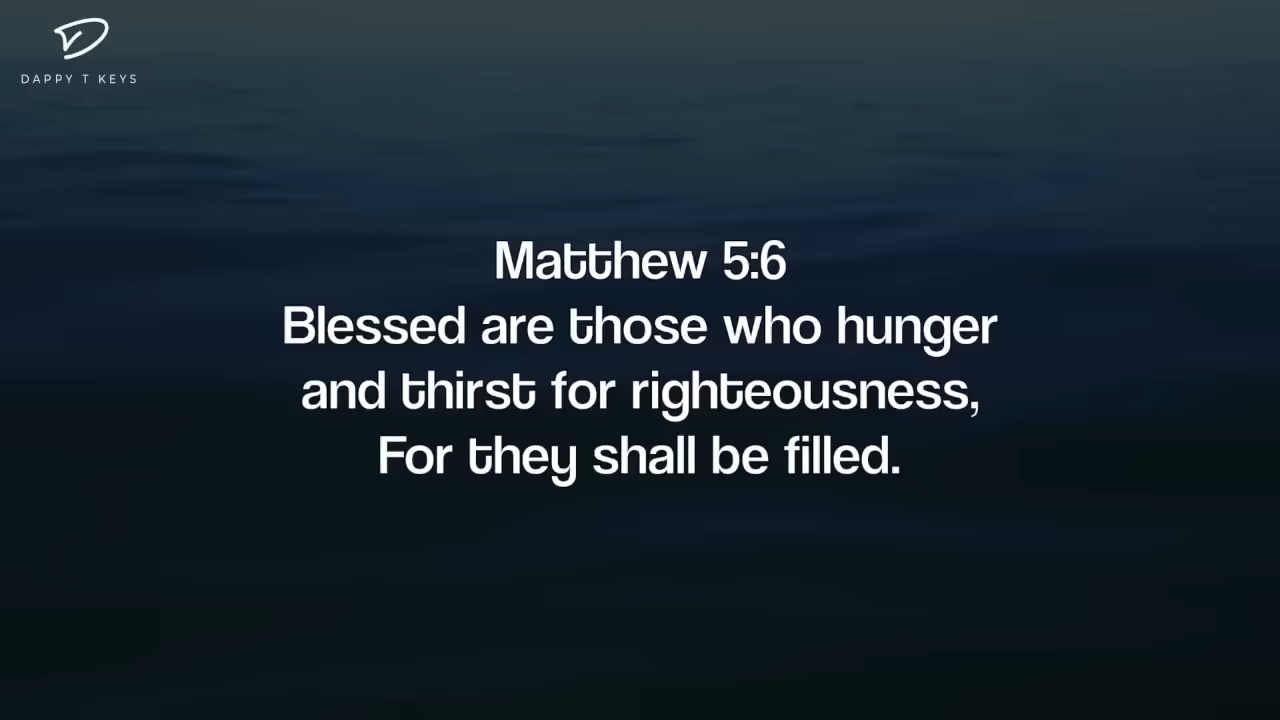 DAPPY T KEYS
Matthew 5:6
Blessed are those who hunger
and thirst for righteousness,
For they shall be filled.